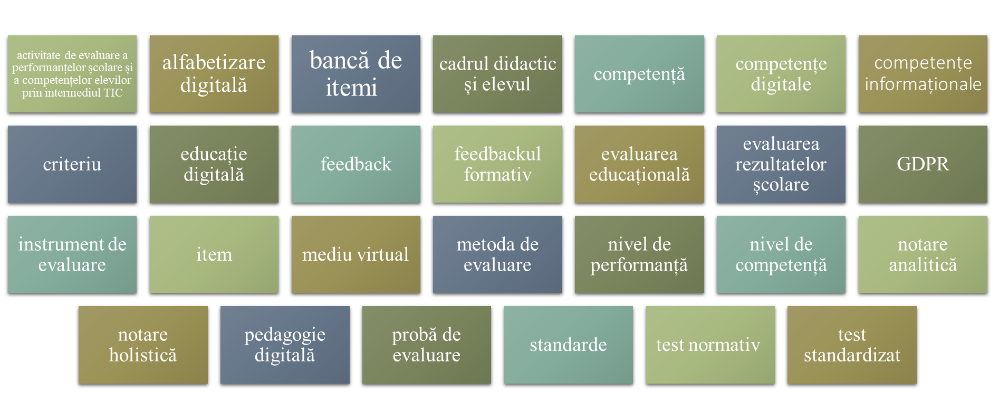 activitate de evaluare a
performanțelor școlare și
a competențelor elevilor
prin intermediul TIC
alfabetizare
digitală
bancă de
itemi
cadrul didactic
și elevul
competență
competențe
digitale
competențe
informaționale
criteriu
educație
digitală
feedback
feedbackul
formativ
evaluarea
educațională
evaluarea
rezultatelor
școlare
GDPR
instrument de
evaluare
item
mediu virtual
metoda de
evaluare
nivel de
performanță
nivel de
competență
notare
analitică
notare
holistică
pedagogie
digitală
probă de
evaluare
standarde
test normativ
test
standardizat